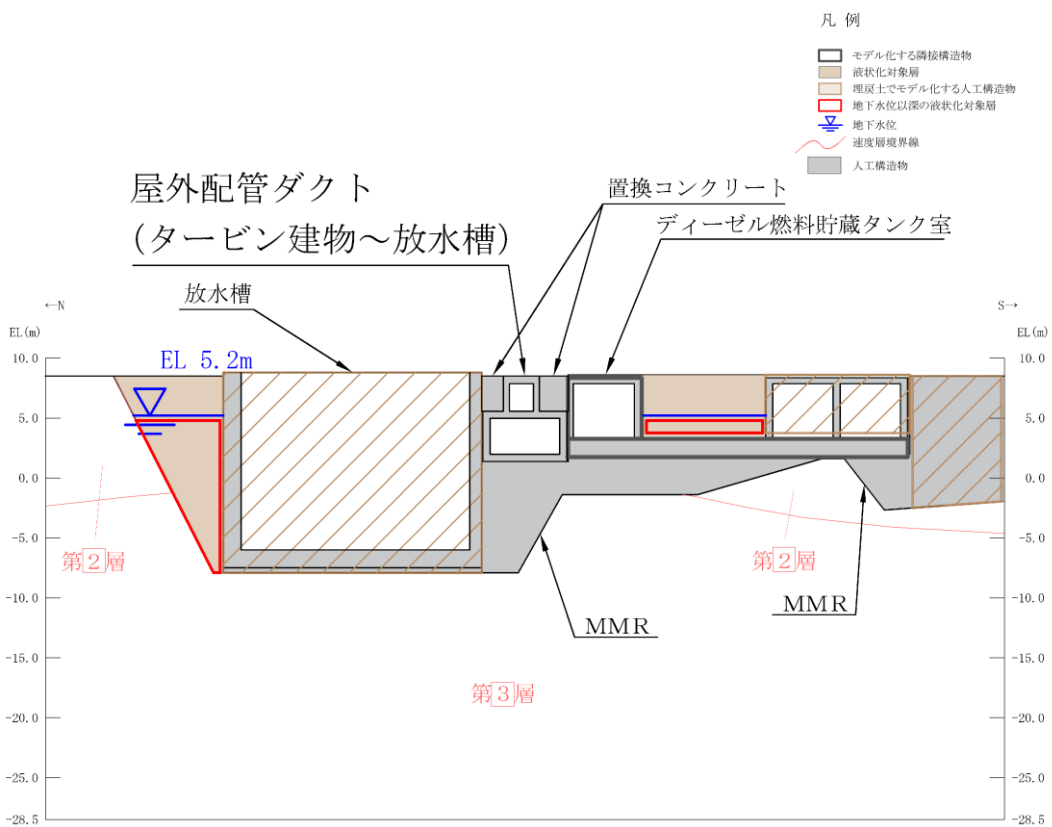 凡 例
モデル化する隣接構造物
液状化対象層
埋戻土でモデル化する人工構造物
地下水位以深の液状化対象層
地下水位
速度層境界線
人工構造物
屋外配管ダクト
(タービン建物～放水槽)
置換コンクリート
ディーゼル燃料貯蔵タンク室
放水槽
←N
S→
EL(m)
EL(m)
EL 5.2m
10.0
5.0
0.0
-5.0
-10.0
-15.0
-20.0
-25.0
-28.5
10.0
5.0
0.0
-5.0
-10.0
-15.0
-20.0
-25.0
-28.5
第2層
第2層
MMR
MMR
第3層